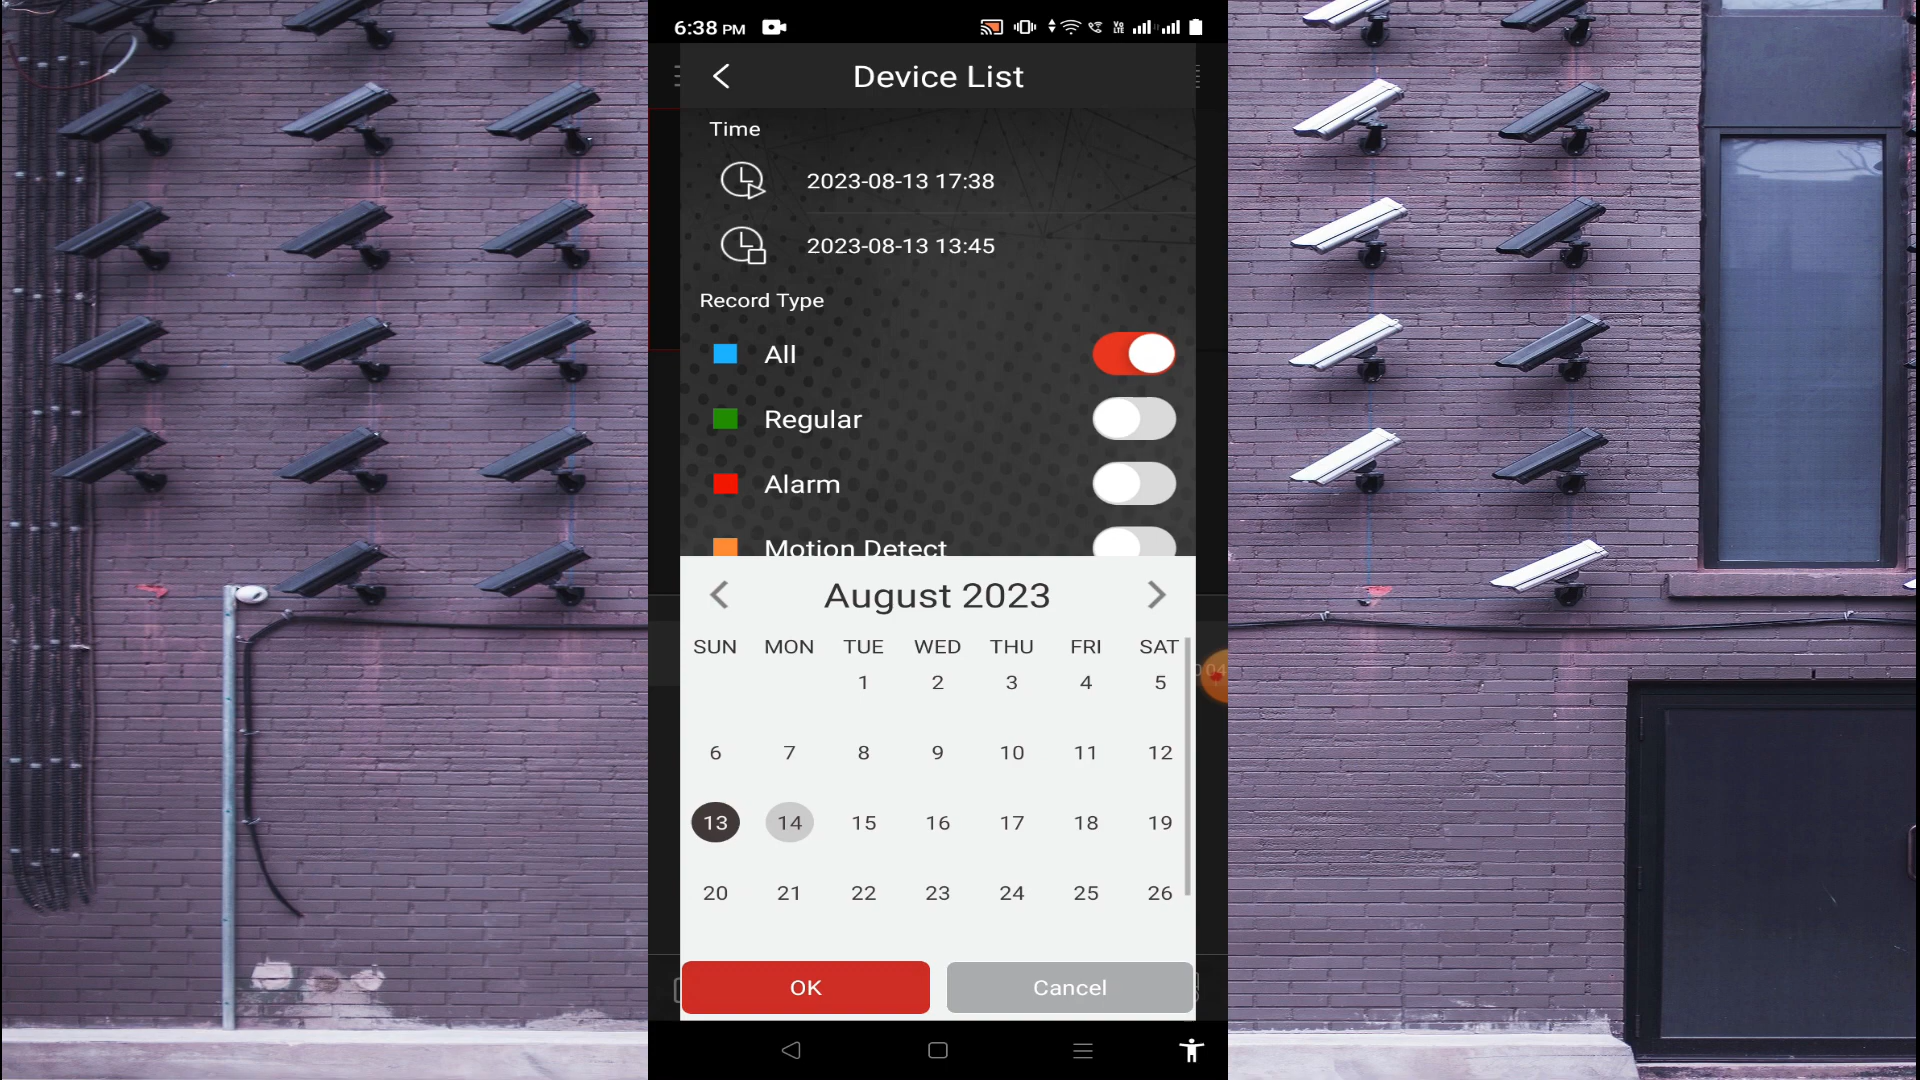 6:38 PM
Vo LTE
Device List
Time
2023-08-13 17:38
2023-08-13 13:45
Record Type
All
Regular
Alarm
Motion Detect
August 2023
SUN MON TUE WED THU FRI SAT
1 2 3 4 5
6 7 8 9 10 11 12
13 14 15 16 17 18 19
20 21 22 23 24 25 26
OK Cancel